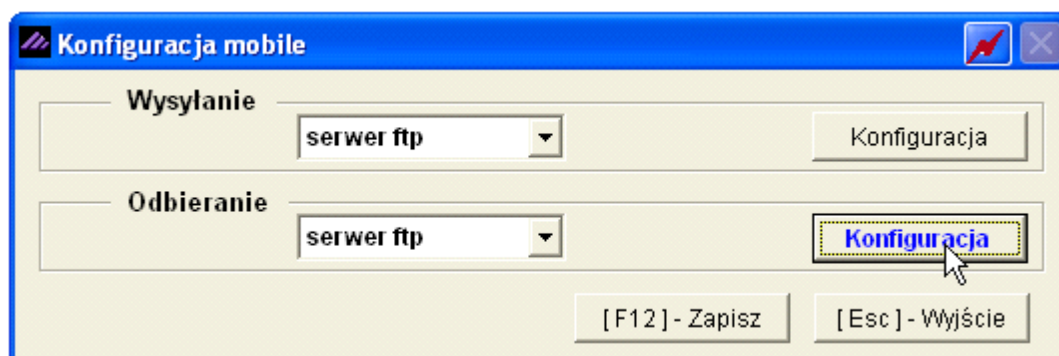 Konfiguracja mobile
Wysyłanie
serwer ftp
Konfiguracja
Odbieranie
serwer ftp
Konfiguracja
[ F12 ] - Zapisz
[ Esc ] - Wyjście